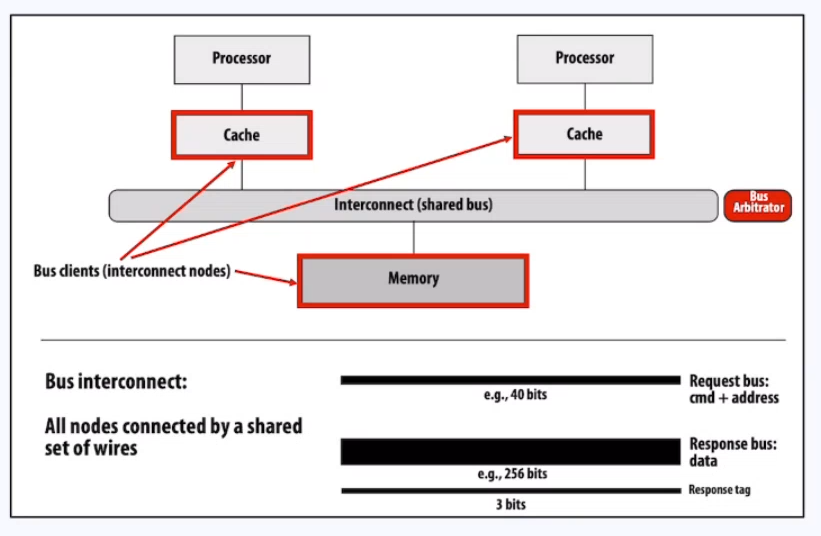 Processor
Processor
Cache
Cache
Interconnect (shared bus)
Bus
Arbitrator
Bus clients (interconnect nodes)
Memory
Bus interconnect:
All nodes connected by a shared
set of wires
e.g., 40 bits
Request bus:
cmd + address
e.g., 256 bits
Response bus:
data
3 bits
Response tag